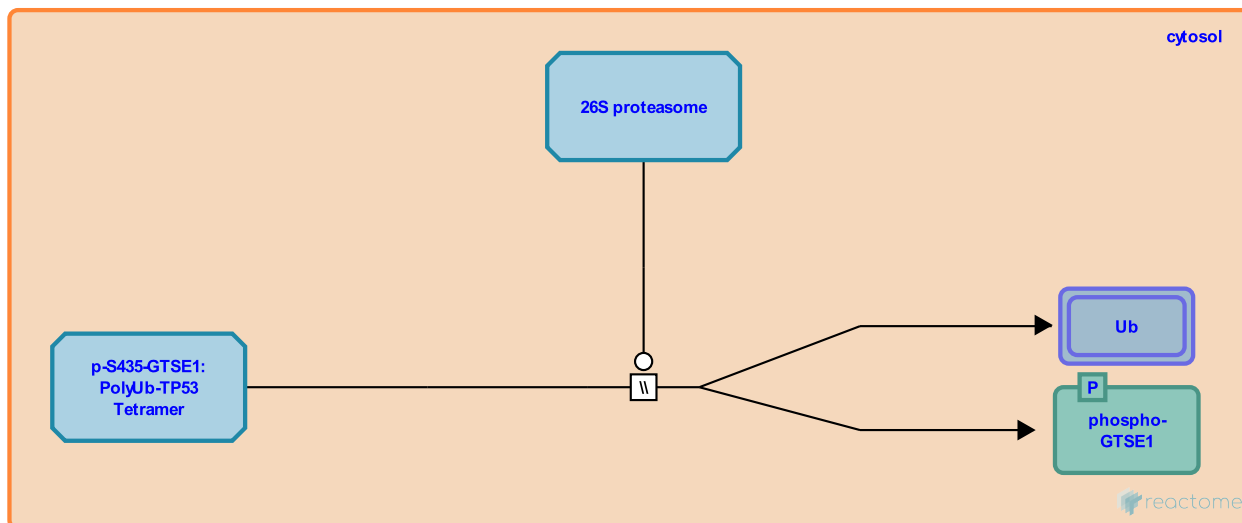 cytosol
26S proteasome
p-S435-GTSE1:
PolyUb-TP53
Tetramer
\\
Ub
P
phospho-
GTSE1
reactome